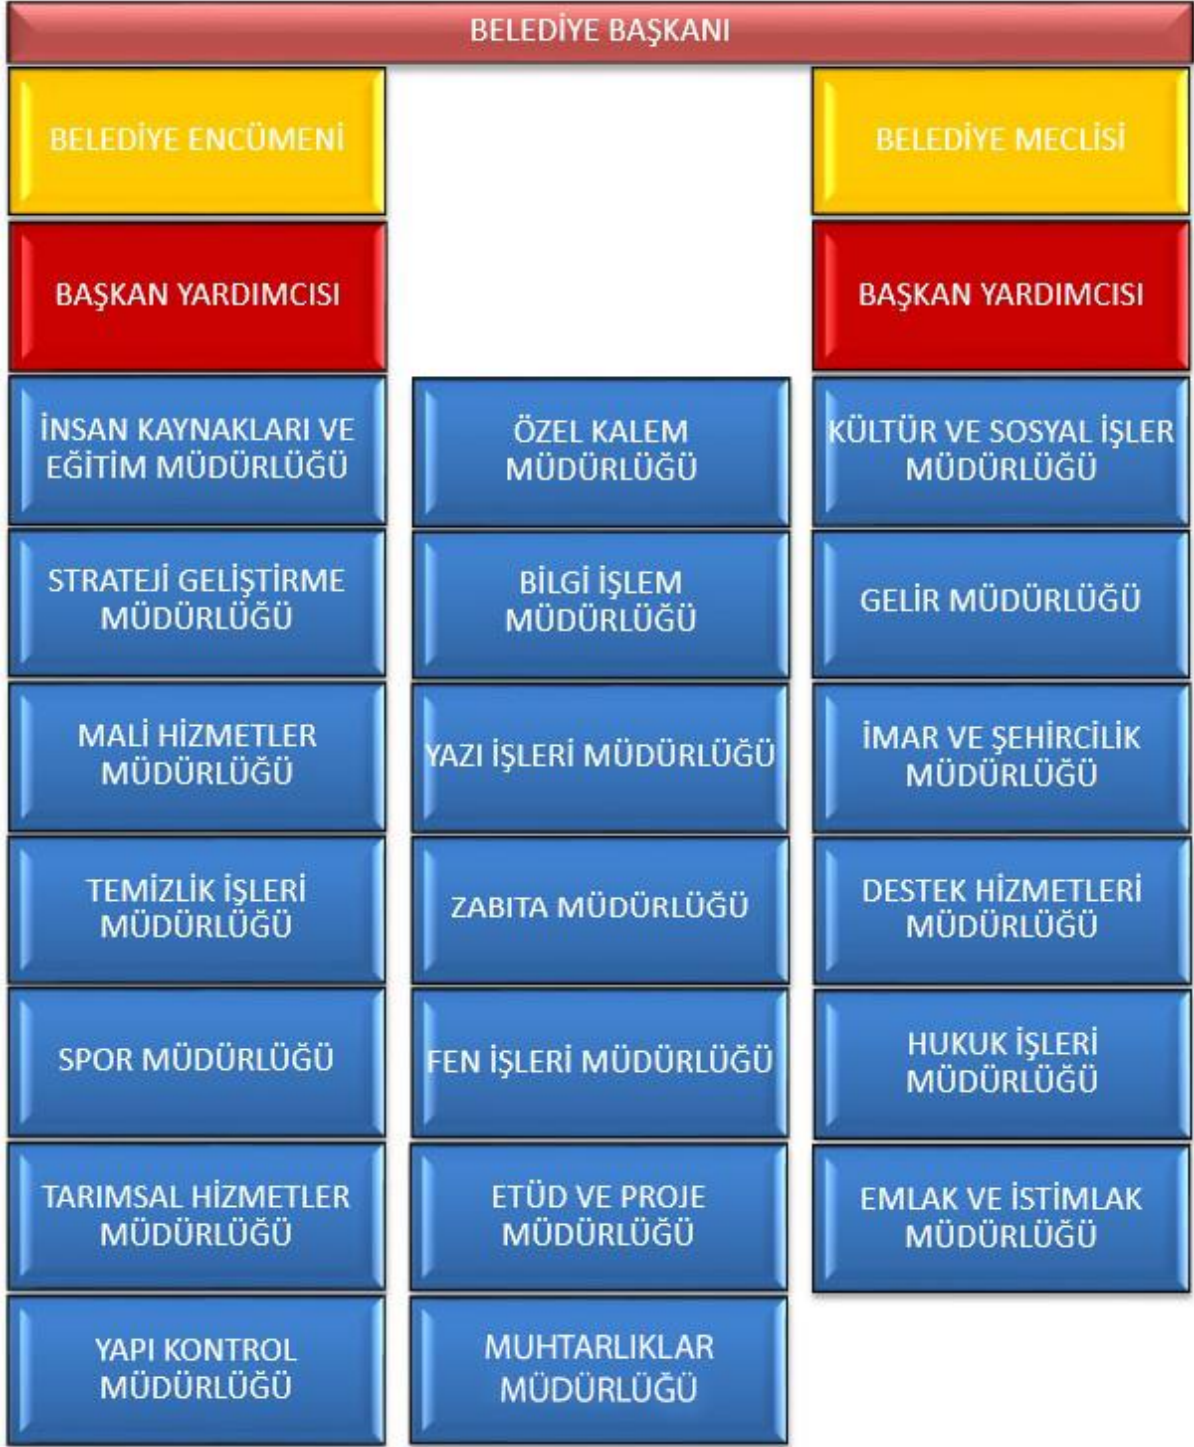 BELEDİYE BAŞKANI
BELEDİYE ENCÜMENİ
BELEDİYE MECLİSİ
BAŞKAN YARDIMCISI
BAŞKAN YARDIMCISI
İNSAN KAYNAKLARI VE
EĞİTİM MÜDÜRLÜĞÜ
ÖZEL KALEM
MÜDÜRLÜĞÜ
KÜLTÜR VE SOSYAL İŞLER
MÜDÜRLÜĞÜ
STRATEJİ GELİŞTİRME
MÜDÜRLÜĞÜ
BİLGİ İŞLEM
MÜDÜRLÜĞÜ
GELİR MÜDÜRLÜĞÜ
MALİ HİZMETLER
MÜDÜRLÜĞÜ
YAZI İŞLERİ MÜDÜRLÜĞÜ
İMAR VE ŞEHİRCİLİK
MÜDÜRLÜĞÜ
TEMİZLİK İŞLERİ
MÜDÜRLÜĞÜ
ZABITA MÜDÜRLÜĞÜ
DESTEK HİZMETLERİ
MÜDÜRLÜĞÜ
SPOR MÜDÜRLÜĞÜ
FEN İŞLERİ MÜDÜRLÜĞÜ
HUKUK İŞLERİ
MÜDÜRLÜĞÜ
TARIMSAL HİZMETLER
MÜDÜRLÜĞÜ
ETÜD VE PROJE
MÜDÜRLÜĞÜ
EMLAK VE İSTİMLAK
MÜDÜRLÜĞÜ
YAPI KONTROL
MÜDÜRLÜĞÜ
MUHTARLIKLAR
MÜDÜRLÜĞÜ